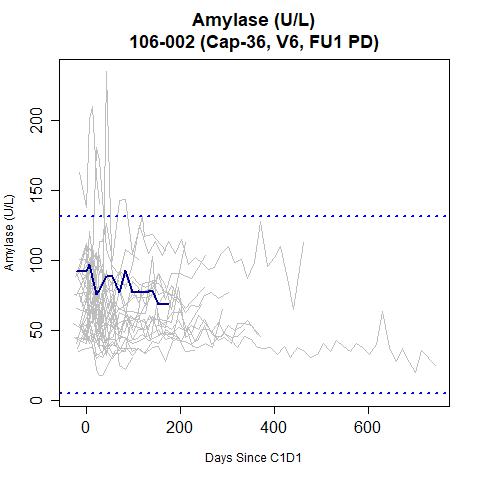 Amylase (U/L)
106-002 (Cap-36, V6, FU1 PD)
Amylase (U/L)
200
150
100
50
0
0 200 400 600
Days Since C1D1